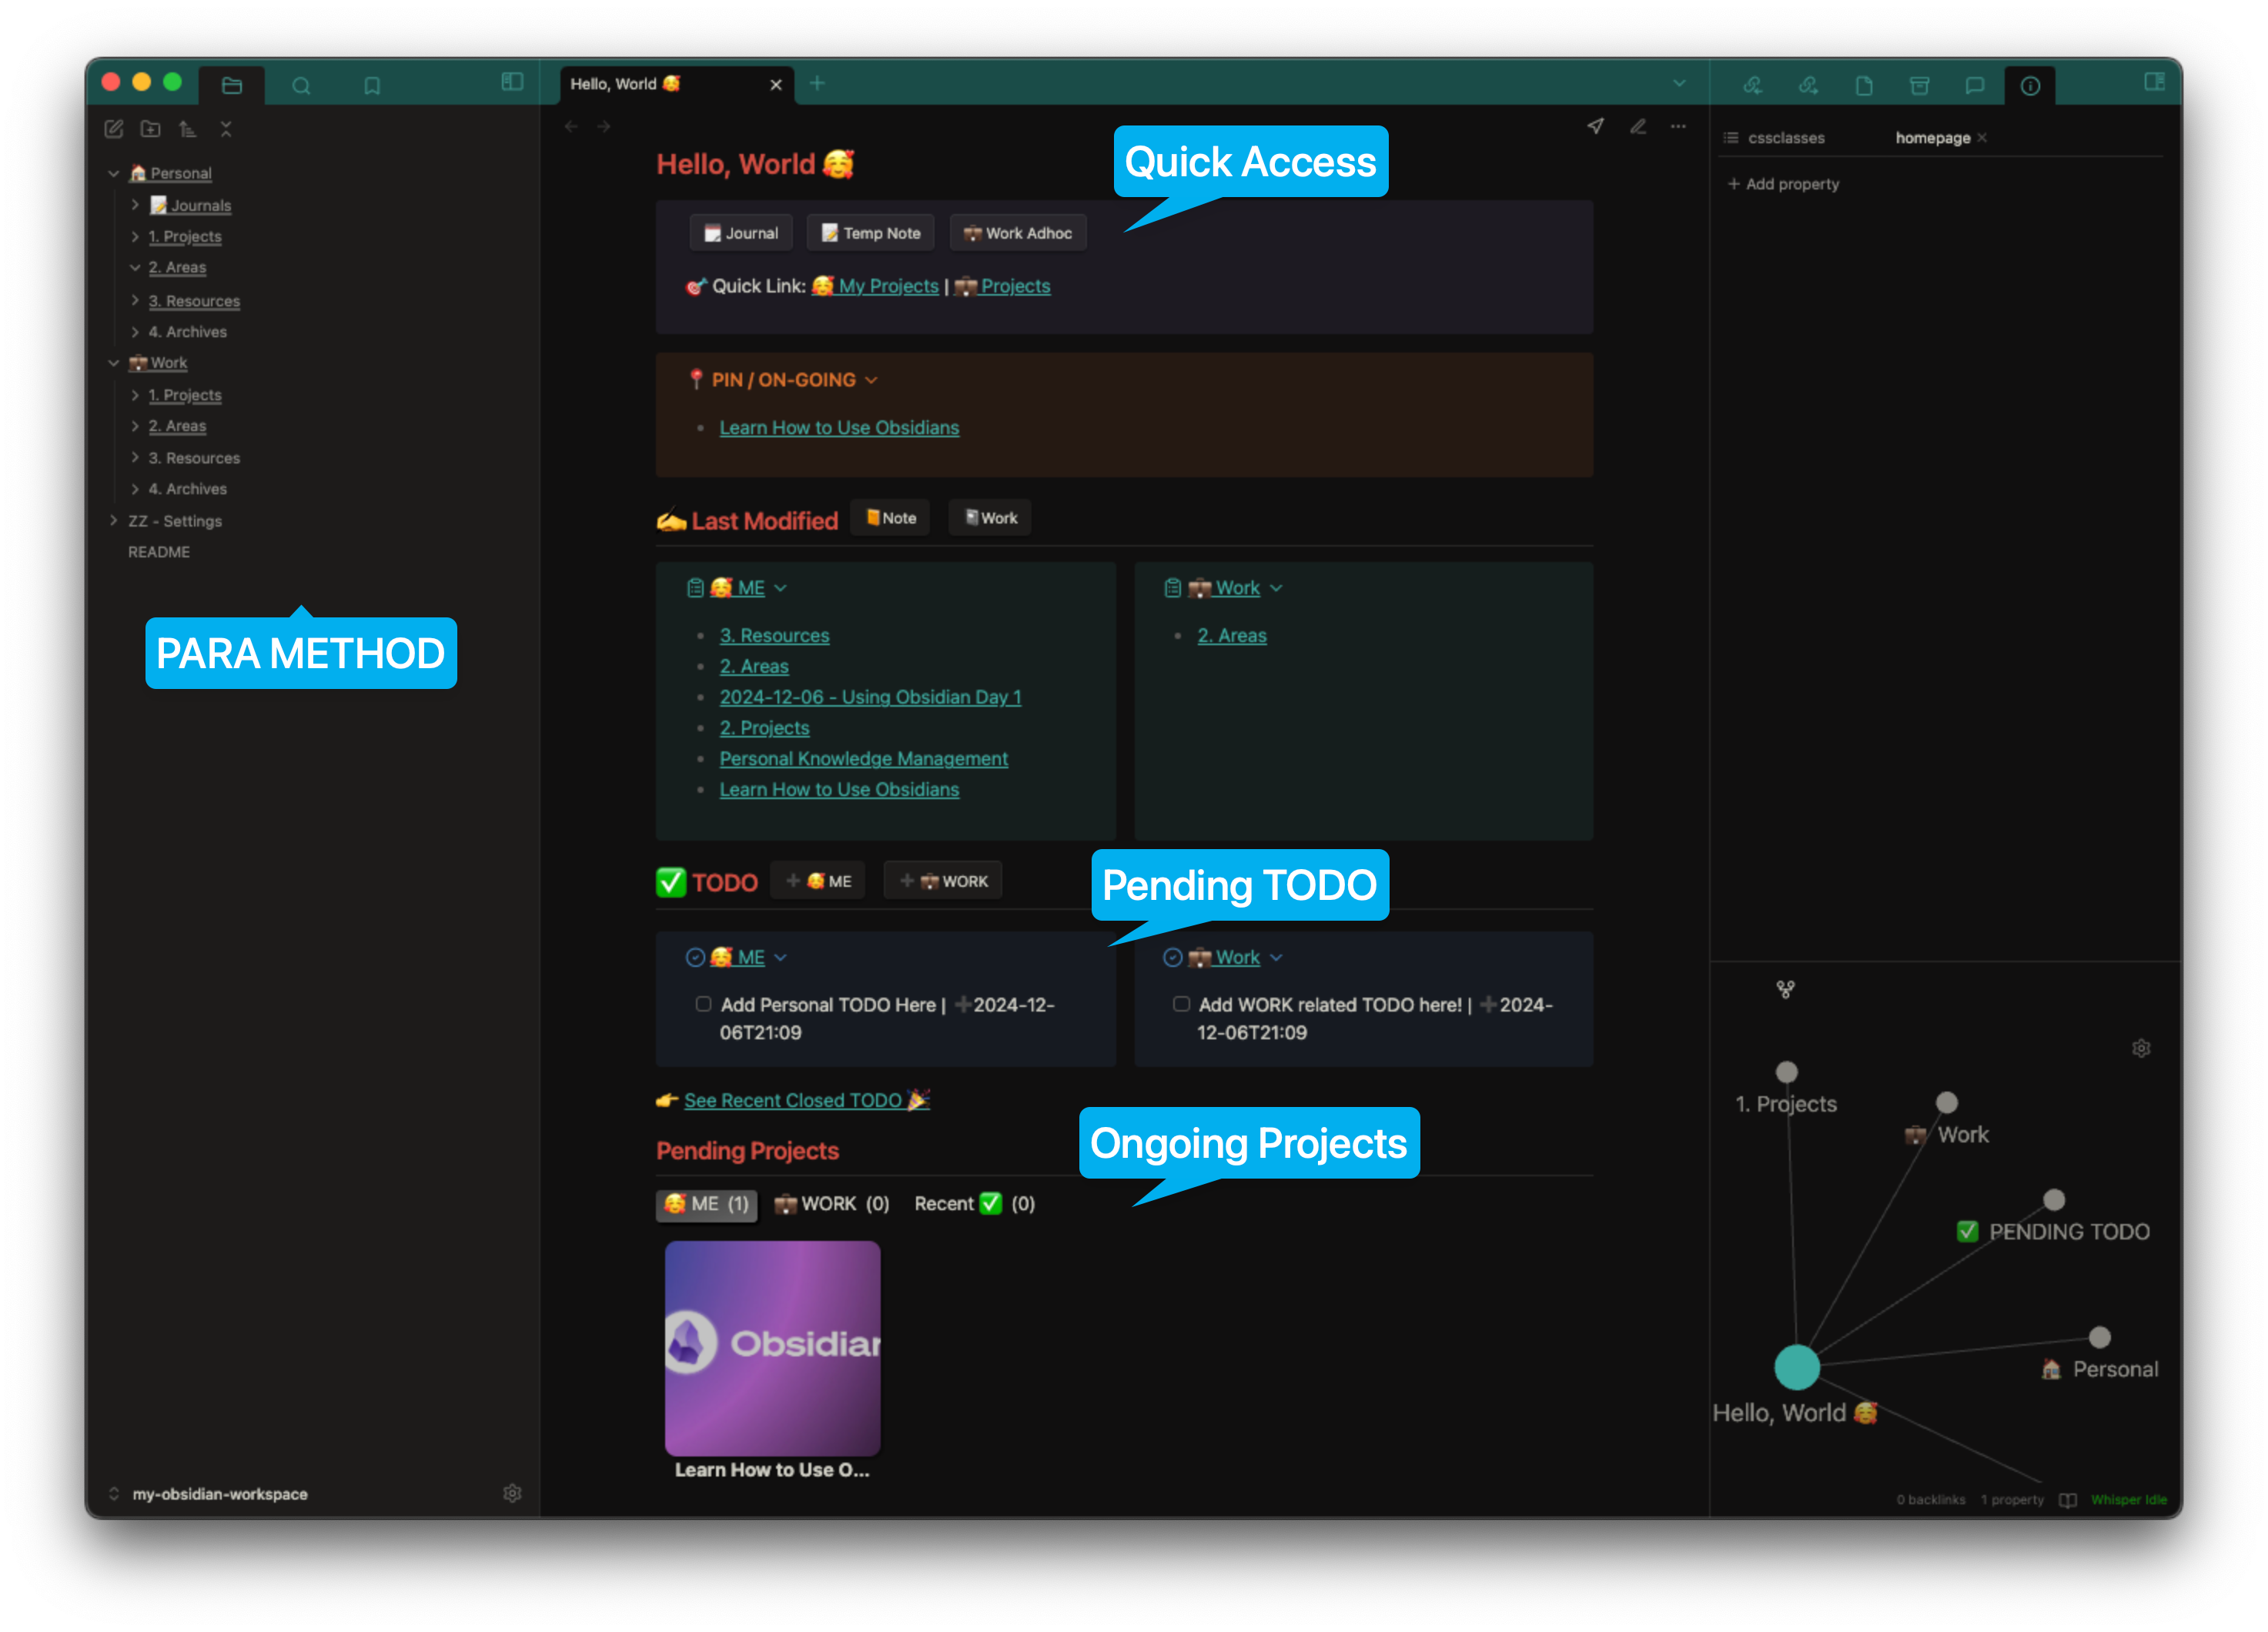 Hello, World 🥰
🏠 Personal
📝 Journals
1. Projects
2. Areas
3. Resources
4. Archives
💼 Work
1. Projects
2. Areas
3. Resources
4. Archives
ZZ - Settings
README
PARA METHOD
my-obsidian-workspace
Hello, World 🥰
Quick Access
Journal
📝 Temp Note
💼 Work Adhoc
🎯 Quick Link: 🥰 My Projects | 💼 Projects
📍 PIN / ON-GOING
Learn How to Use Obsidians
✍️ Last Modified
📙Note
📓Work
🥰 ME
3. Resources
2. Areas
2024-12-06 - Using Obsidian Day 1
2. Projects
Personal Knowledge Management
Learn How to Use Obsidians
💼 Work
2. Areas
✅ TODO
➕ 🥰 ME
➕ 💼 WORK
Pending TODO
🥰 ME
Add Personal TODO Here | ➕2024-12-
06T21:09
💼 Work
Add WORK related TODO here! | ➕2024-
12-06T21:09
👉 See Recent Closed TODO 🎉
Pending Projects
Ongoing Projects
🥰 ME (1)
💼 WORK (0)
Recent ✅ (0)
Obsidian
Learn How to Use O...
cssclasses
homepage ×
+ Add property
1. Projects
💼 Work
✅ PENDING TODO
🏠 Personal
Hello, World 🥰
0 backlinks
1 property
Whisper Idle